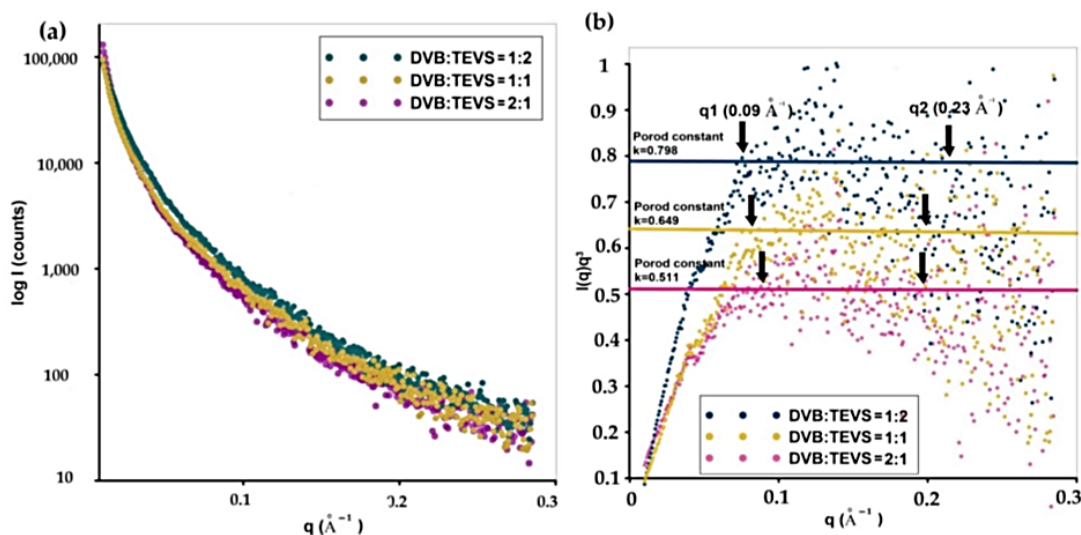 (a)
DVB:TEVS = 1:2
DVB:TEVS = 1:1
DVB:TEVS = 2:1
log I (counts)
100,000
10,000
1,000
100
10
0.1
0.2
0.3
q (Å⁻¹)
(b)
I(q)q³
1
0.9
0.8
0.7
0.6
0.5
0.4
0.3
0.2
0.1
q1 (0.09 Å⁻¹)
q2 (0.23 Å⁻¹)
Porod constant
k=0.798
Porod constant
k=0.649
Porod constant
k=0.511
DVB:TEVS = 1:2
DVB:TEVS = 1:1
DVB:TEVS = 2:1
0
0.1
0.2
0.3
q (Å⁻¹)